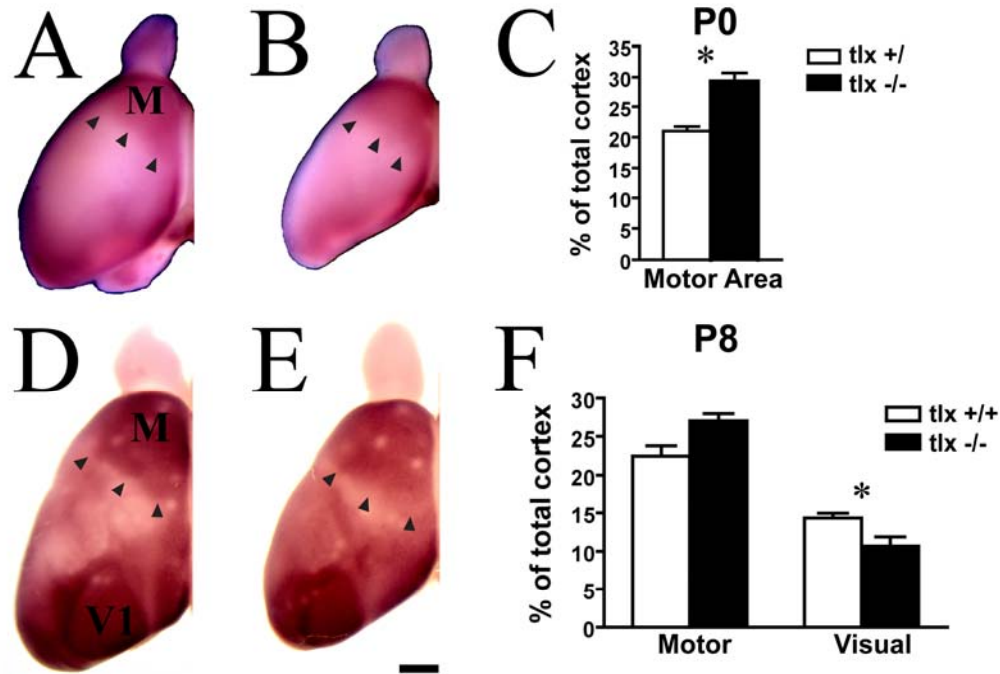 A
B
C
P0
M
35
30
25
20
15
10
5
0
% of total cortex
*
tlx +/
tlx -/-
Motor Area
D
E
F
P8
M
V1
30
25
20
15
10
5
0
% of total cortex
*
tlx +/+
tlx -/-
Motor
Visual